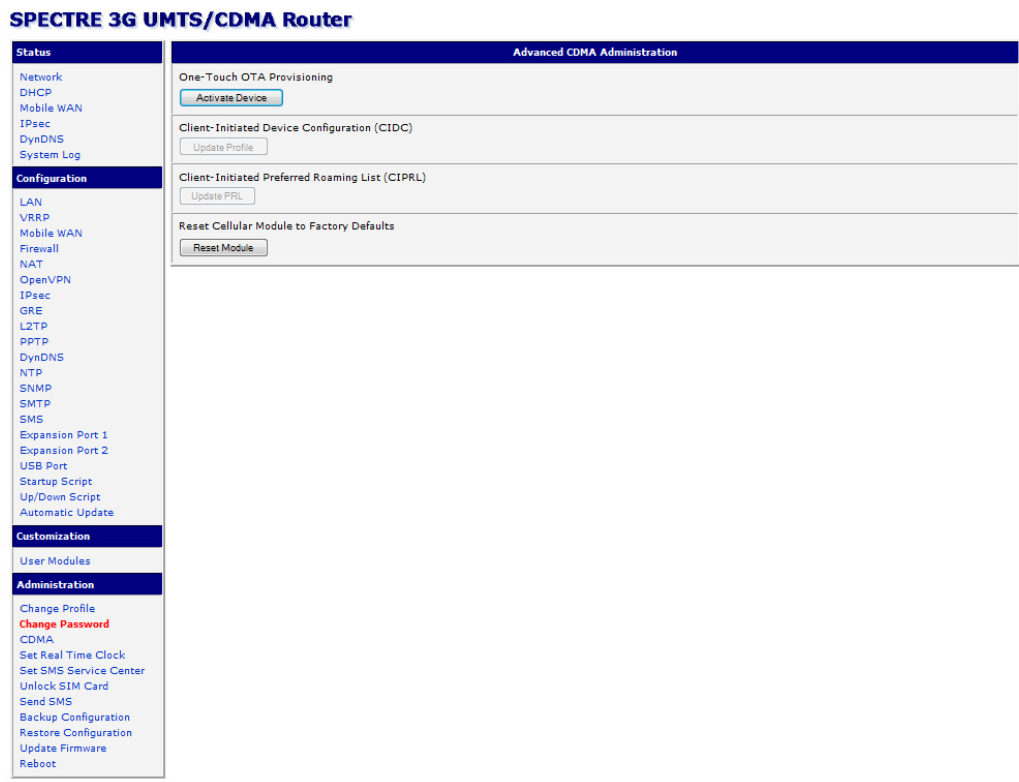 SPECTRE 3G UMTS/CDMA Router
Status
Network
DHCP
Mobile WAN
IPsec
DynDNS
System Log
Configuration
LAN
VRRP
Mobile WAN
Firewall
NAT
OpenVPN
IPsec
GRE
L2TP
PPTP
DynDNS
NTP
SNMP
SMTP
SMS
Expansion Port 1
Expansion Port 2
USB Port
Startup Script
Up/Down Script
Automatic Update
Customization
User Modules
Administration
Change Profile
Change Password
CDMA
Set Real Time Clock
Set SMS Service Center
Unlock SIM Card
Send SMS
Backup Configuration
Restore Configuration
Update Firmware
Reboot
Advanced CDMA Administration
One-Touch OTA Provisioning
Activate Device
Client-Initiated Device Configuration (CIDC)
Update Profile
Client-Initiated Preferred Roaming List (CIPRL)
Update PRL
Reset Cellular Module to Factory Defaults
Reset Module